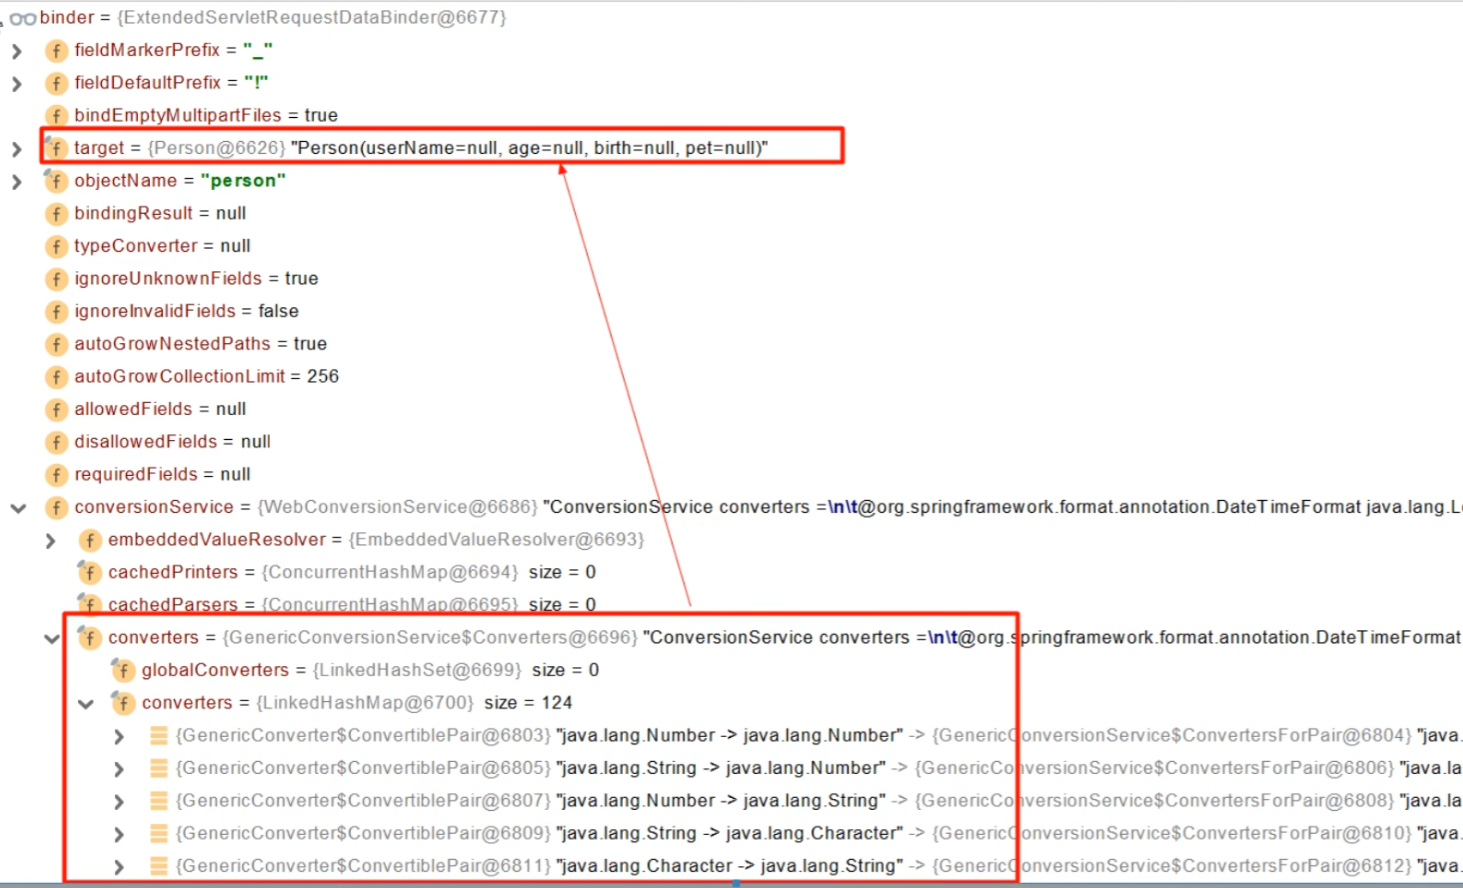 binder = {ExtendedServletRequestDataBinder@6677}
f fieldMarkerPrefix = "_"
f fieldDefaultPrefix = "!"
f bindEmptyMultipartFiles = true
f target = {Person@6626} "Person(userName=null, age=null, birth=null, pet=null)"
f objectName = "person"
f bindingResult = null
f typeConverter = null
f ignoreUnknownFields = true
f ignoreInvalidFields = false
f autoGrowNestedPaths = true
f autoGrowCollectionLimit = 256
f allowedFields = null
f disallowedFields = null
f requiredFields = null
f conversionService = {WebConversionService@6686} "ConversionService converters =\n\t@org.springframework.format.annotation.DateTimeFormat java.lang.L
f embeddedValueResolver = {EmbeddedValueResolver@6693}
f cachedPrinters = {ConcurrentHashMap@6694} size = 0
f cachedParsers = {ConcurrentHashMap@6695} size = 0
f converters = {GenericConversionService$Converters@6696} "ConversionService converters =\n\t@org.springframework.format.annotation.DateTimeFormat
f globalConverters = {LinkedHashSet@6699} size = 0
f converters = {LinkedHashMap@6700} size = 124
{GenericConverter$ConvertiblePair@6803} "java.lang.Number -> java.lang.Number" -> {GenericConversionService$ConvertersForPair@6804} "java.
{GenericConverter$ConvertiblePair@6805} "java.lang.String -> java.lang.Number" -> {GenericConversionService$ConvertersForPair@6806} "java.la
{GenericConverter$ConvertiblePair@6807} "java.lang.Number -> java.lang.String" -> {GenericConversionService$ConvertersForPair@6808} "java.la
{GenericConverter$ConvertiblePair@6809} "java.lang.String -> java.lang.Character" -> {GenericConversionService$ConvertersForPair@6810} "java.
{GenericConverter$ConvertiblePair@6811} "java.lang.Character -> java.lang.String" -> {GenericConversionService$ConvertersForPair@6812} "java.